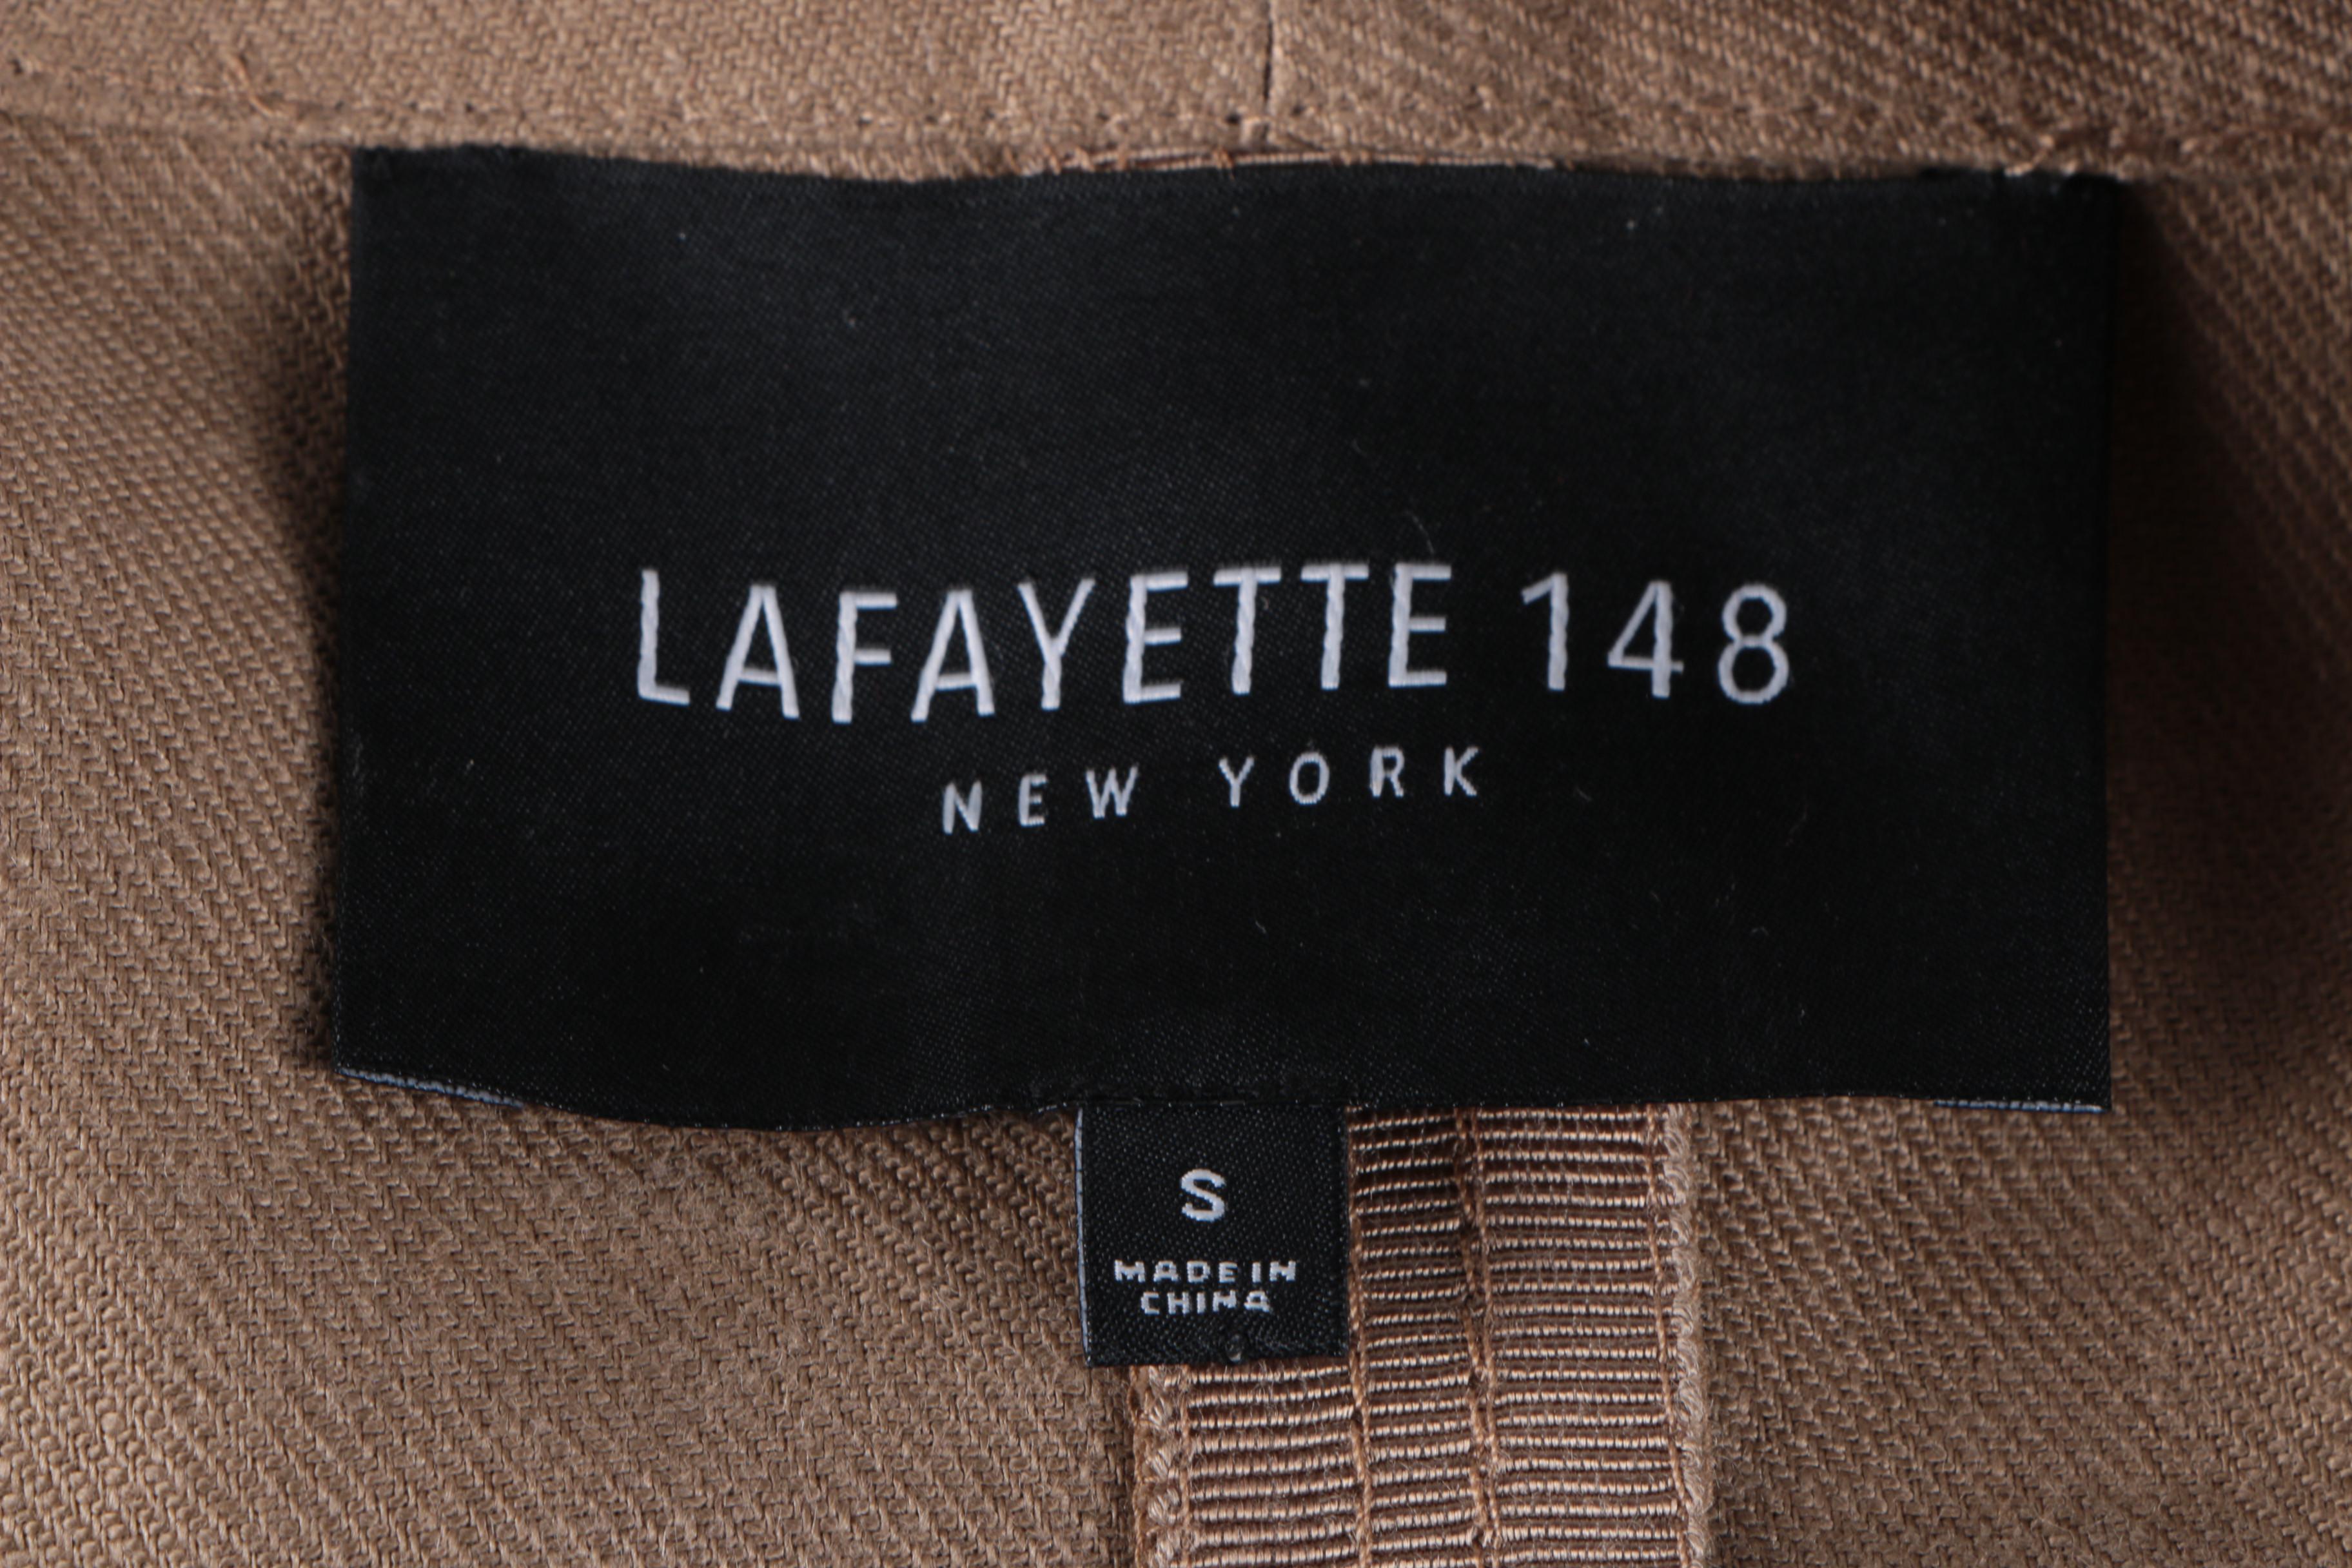 LAFAYETTE 148
NEW YORK
S
MADE IN
CHINA